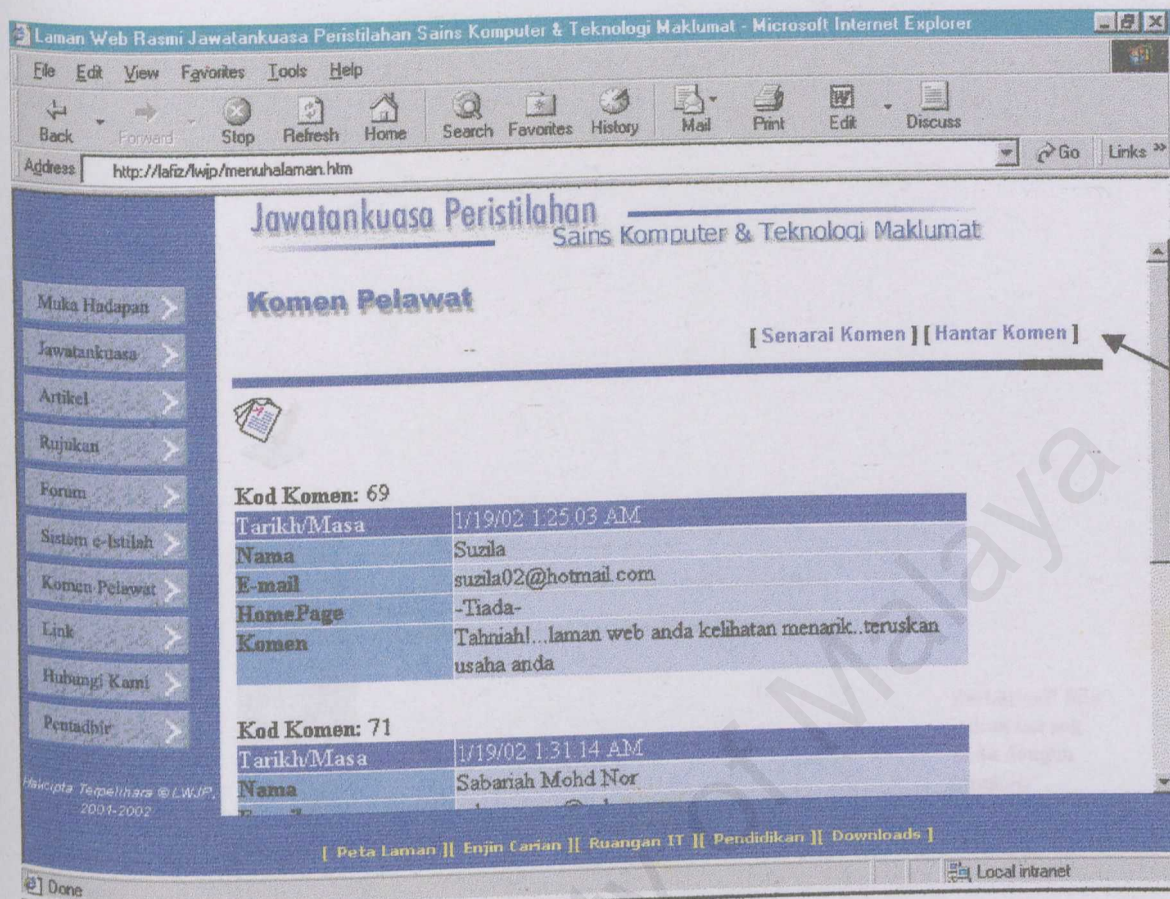 Laman Web Rasmi Jawatankuasa Peristilahan Sains Komputer & Teknologi Maklumat - Microsoft Internet Explorer
File Edit View Favorites Tools Help
Back Forward Stop Refresh Home Search Favorites History Mail Print Edit Discuss
Address http://lafiz/lwjp/menuhalaman.htm Go Links »
Jawatankuasa Peristilahan
Sains Komputer & Teknologi Maklumat
Komen Pelawat
[ Senarai Komen ] [ Hantar Komen ]
Muka Hadapan
Jawatankuasa
Artikel
Rujukan
Forum
Sistem e-Istilah
Komen Pelawat
Link
Hubungi Kami
Pentadbir
Hakcipta Terpelihara © LWJP.
2001-2002
Kod Komen: 69
Tarikh/Masa 1/19/02 1:25:03 AM
Nama Suzila
E-mail suzila02@hotmail.com
HomePage -Tiada-
Komen Tahniah!...laman web anda kelihatan menarik..teruskan
usaha anda
Kod Komen: 71
Tarikh/Masa 1/19/02 1:31:14 AM
Nama Sabariah Mohd Nor
[ Peta Laman ][ Enjin Carian ][ Ruangan IT ][ Pendidikan ][ Downloads ]
Done Local intranet
of Malaya